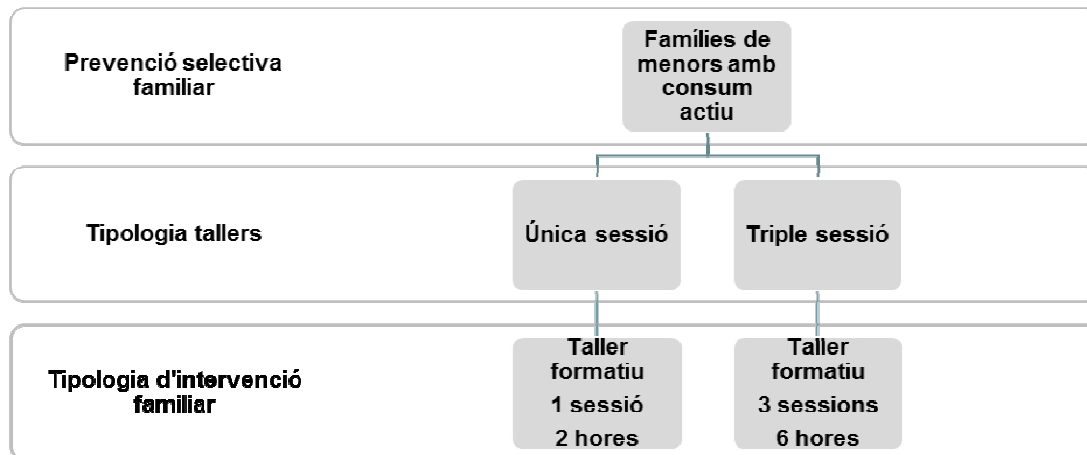 Prevenció selectiva
familiar
Famílies de
menors amb
consum
actiu
Tipologia tallers
Única sessió
Triple sessió
Tipologia d'intervenció
familiar
Taller
formatiu
1 sessió
2 hores
Taller
formatiu
3 sessions
6 hores